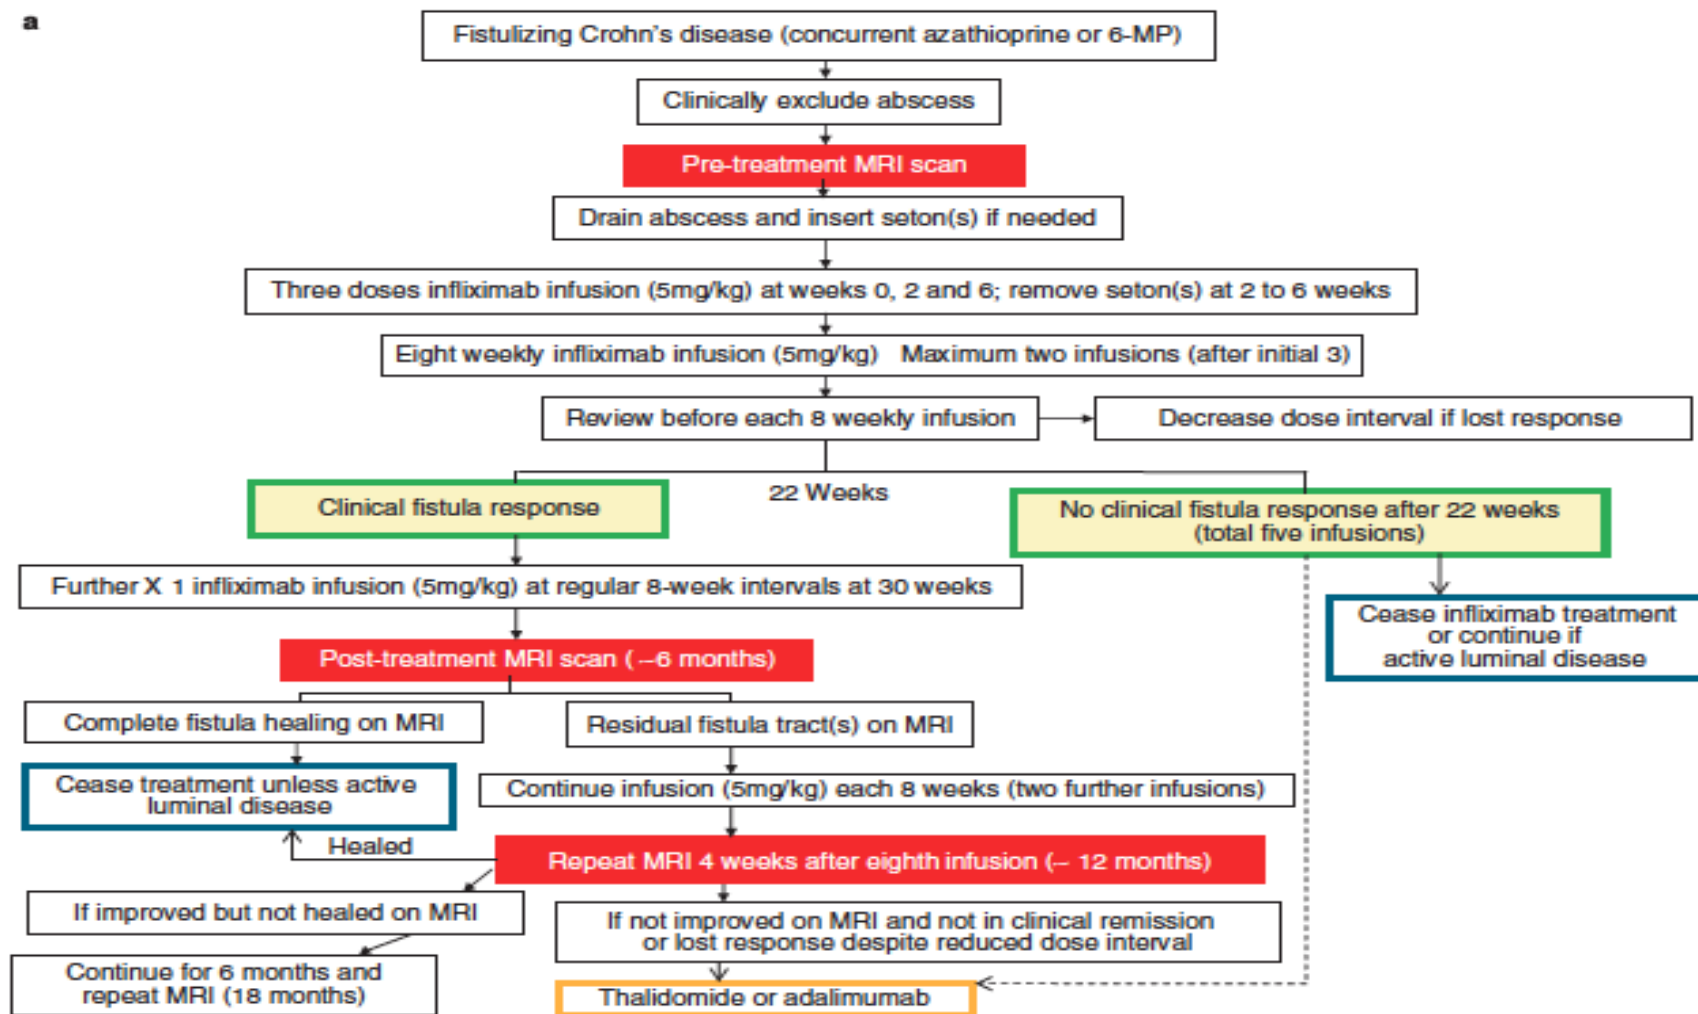 a
Fistulizing Crohn's disease (concurrent azathioprine or 6-MP)
Clinically exclude abscess
Pre-treatment MRI scan
Drain abscess and insert seton(s) if needed
Three doses infliximab infusion (5mg/kg) at weeks 0, 2 and 6; remove seton(s) at 2 to 6 weeks
Eight weekly infliximab infusion (5mg/kg) Maximum two infusions (after initial 3)
Review before each 8 weekly infusion
Decrease dose interval if lost response
22 Weeks
Clinical fistula response
No clinical fistula response after 22 weeks
(total five infusions)
Further X 1 infliximab infusion (5mg/kg) at regular 8-week intervals at 30 weeks
Cease infliximab treatment
or continue if
active luminal disease
Post-treatment MRI scan (–6 months)
Complete fistula healing on MRI
Residual fistula tract(s) on MRI
Cease treatment unless active
luminal disease
Continue infusion (5mg/kg) each 8 weeks (two further infusions)
Healed
Repeat MRI 4 weeks after eighth infusion (– 12 months)
If improved but not healed on MRI
If not improved on MRI and not in clinical remission
or lost response despite reduced dose interval
Continue for 6 months and
repeat MRI (18 months)
Thalidomide or adalimumab